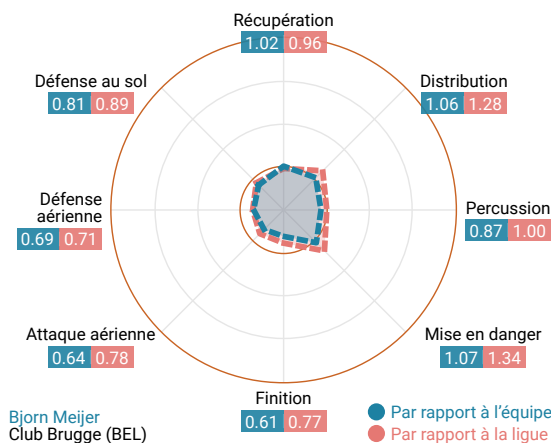 Récupération
1.02 0.96
Défense au sol
0.81 0.89
Distribution
1.06 1.28
Défense
aérienne
0.69 0.71
Percussion
0.87 1.00
Attaque aérienne
0.64 0.78
Mise en danger
1.07 1.34
Finition
0.61 0.77
Bjorn Meijer
Club Brugge (BEL)
Par rapport à l’équipe
Par rapport à la ligue